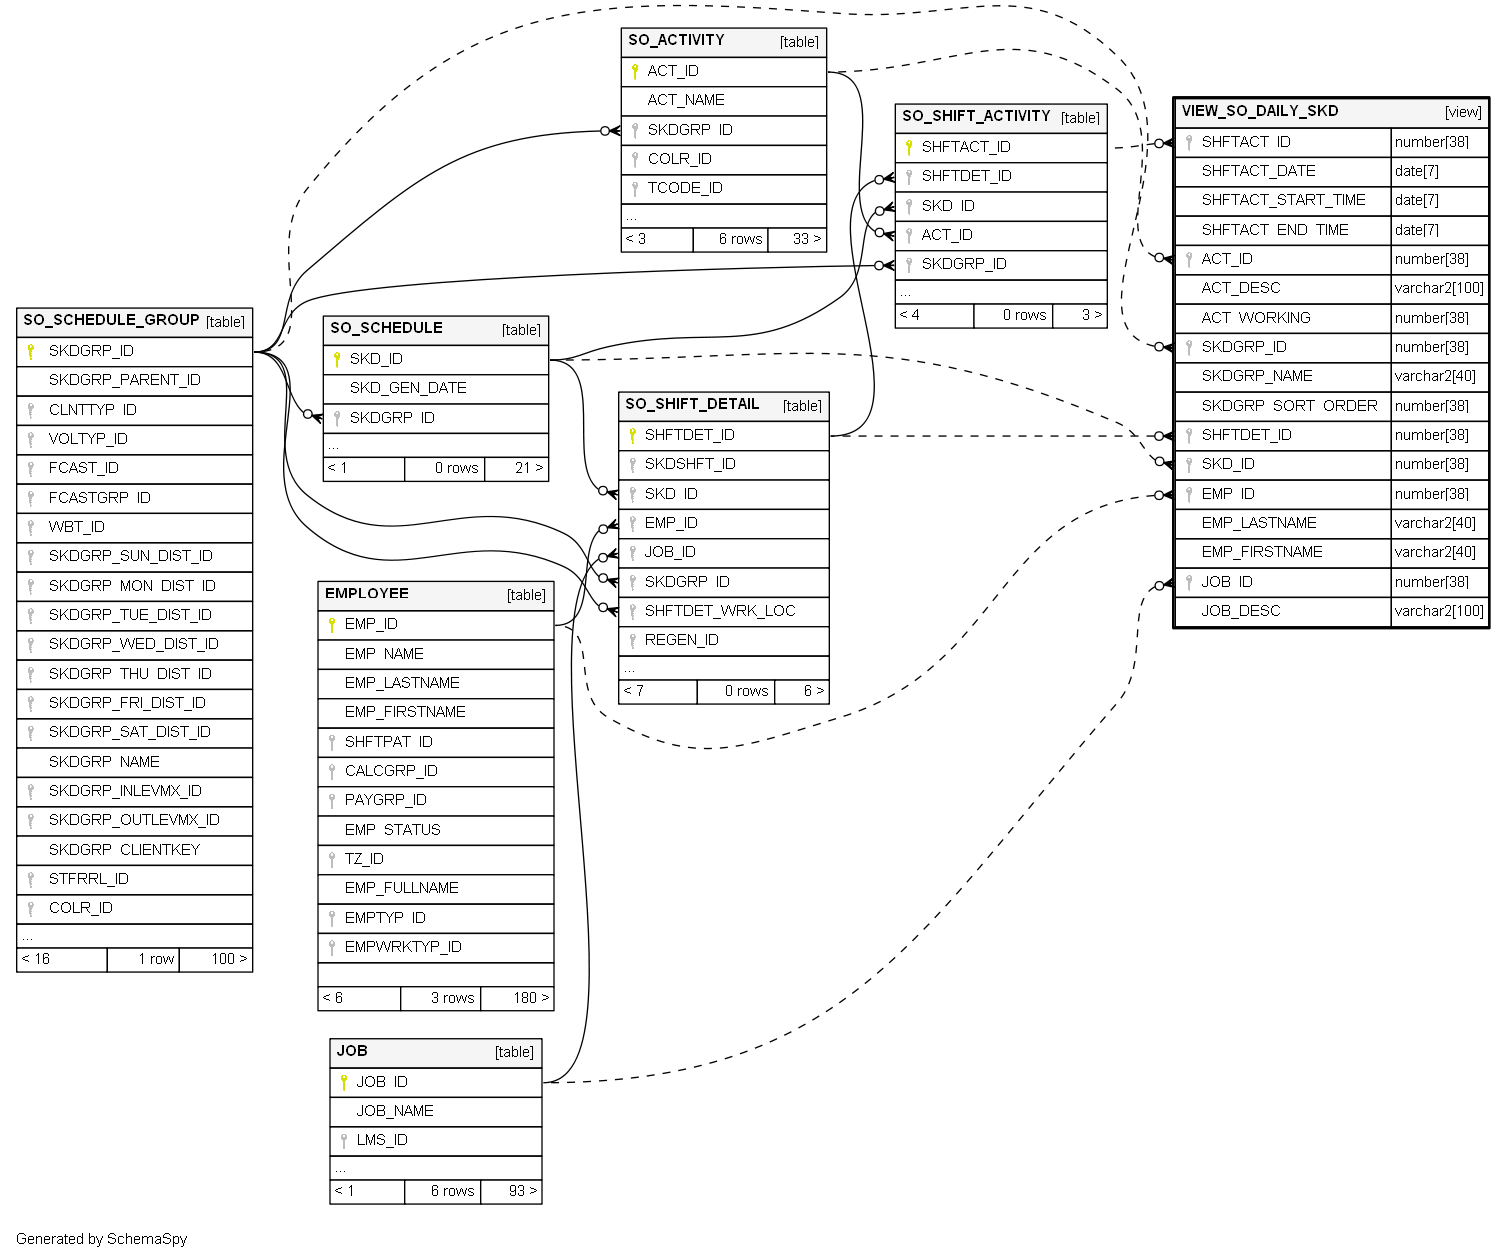 SO_ACTIVITY [table]
ACT_ID
ACT_NAME
SKDGRP_ID
COLR_ID
TCODE_ID
...
< 3 6 rows 33 >
SO_SHIFT_ACTIVITY [table]
SHFTACT_ID
SHFTDET_ID
SKD_ID
ACT_ID
SKDGRP_ID
...
< 4 0 rows 3 >
VIEW_SO_DAILY_SKD [view]
SHFTACT_ID number[38]
SHFTACT_DATE date[7]
SHFTACT_START_TIME date[7]
SHFTACT_END_TIME date[7]
ACT_ID number[38]
ACT_DESC varchar2[100]
ACT_WORKING number[38]
SKDGRP_ID number[38]
SKDGRP_NAME varchar2[40]
SKDGRP_SORT_ORDER number[38]
SHFTDET_ID number[38]
SKD_ID number[38]
EMP_ID number[38]
EMP_LASTNAME varchar2[40]
EMP_FIRSTNAME varchar2[40]
JOB_ID number[38]
JOB_DESC varchar2[100]
SO_SCHEDULE_GROUP [table]
SKDGRP_ID
SKDGRP_PARENT_ID
CLNTTYP_ID
VOLTYP_ID
FCAST_ID
FCASTGRP_ID
WBT_ID
SKDGRP_SUN_DIST_ID
SKDGRP_MON_DIST_ID
SKDGRP_TUE_DIST_ID
SKDGRP_WED_DIST_ID
SKDGRP_THU_DIST_ID
SKDGRP_FRI_DIST_ID
SKDGRP_SAT_DIST_ID
SKDGRP_NAME
SKDGRP_INLEVMX_ID
SKDGRP_OUTLEVMX_ID
SKDGRP_CLIENTKEY
STFRRL_ID
COLR_ID
...
< 16 1 row 100 >
SO_SCHEDULE [table]
SKD_ID
SKD_GEN_DATE
SKDGRP_ID
...
< 1 0 rows 21 >
SO_SHIFT_DETAIL [table]
SHFTDET_ID
SKDSHFT_ID
SKD_ID
EMP_ID
JOB_ID
SKDGRP_ID
SHFTDET_WRK_LOC
REGEN_ID
...
< 7 0 rows 6 >
EMPLOYEE [table]
EMP_ID
EMP_NAME
EMP_LASTNAME
EMP_FIRSTNAME
SHFTPAT_ID
CALCGRP_ID
PAYGRP_ID
EMP_STATUS
TZ_ID
EMP_FULLNAME
EMPTYP_ID
EMPWRKTYP_ID
< 6 3 rows 180 >
JOB [table]
JOB_ID
JOB_NAME
LMS_ID
...
< 1 6 rows 93 >
Generated by SchemaSpy